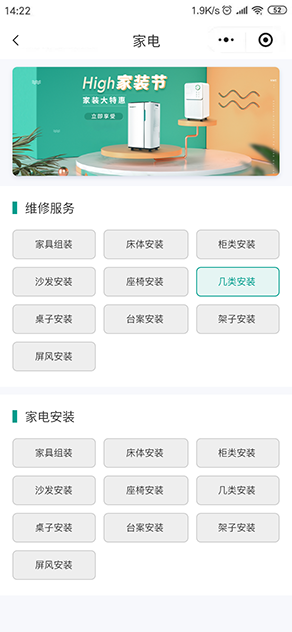 14:22
1.9K/s
52
家电
High家装节
家装大特惠
立即享受
维修服务
家具组装
床体安装
柜类安装
沙发安装
座椅安装
几类安装
桌子安装
台案安装
架子安装
屏风安装
家电安装
家具组装
床体安装
柜类安装
沙发安装
座椅安装
几类安装
桌子安装
台案安装
架子安装
屏风安装